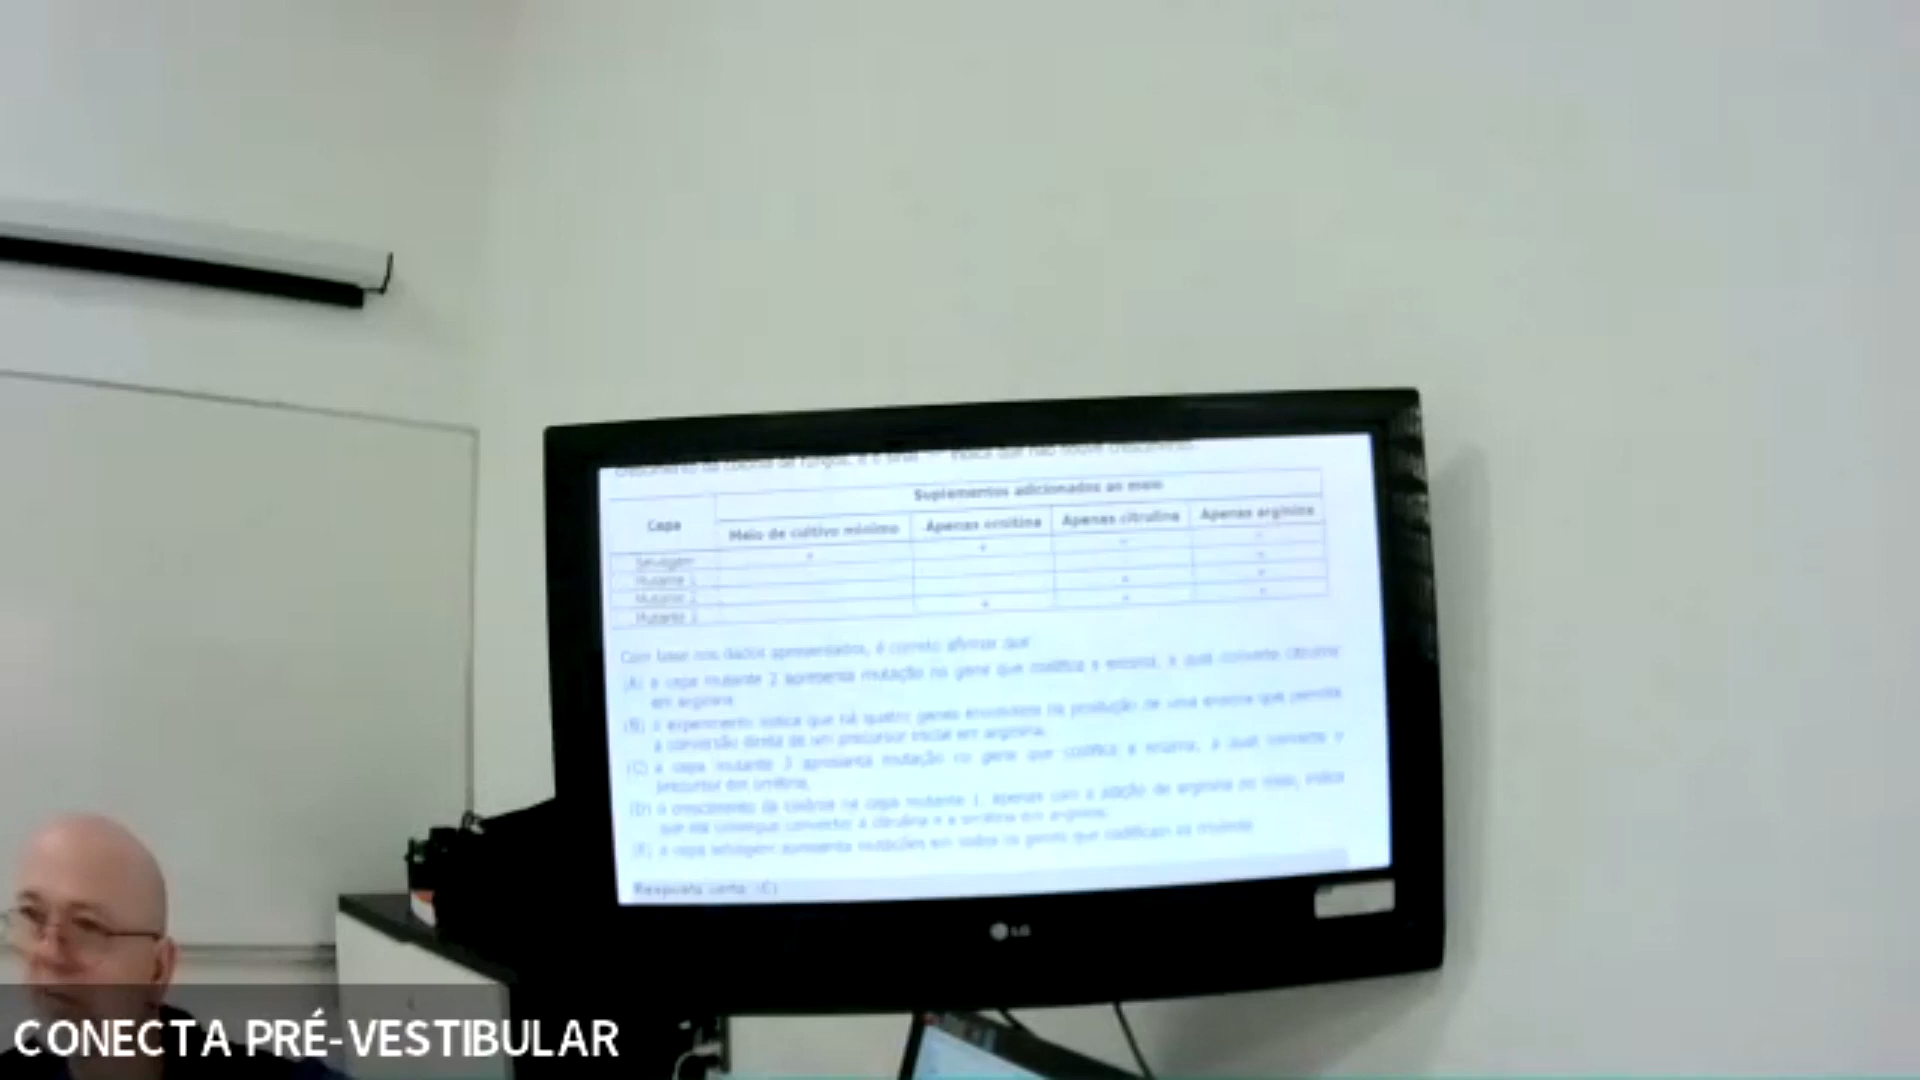 Suplementos adicionados ao meio
Cepa
Meio de cultivo mínimo
Apenas ornitina
Apenas citrulina
Apenas arginina
Selvagem + + + +
Mutante 1 +
Mutante 2 + +
Mutante 3 + + +
Com base nos dados apresentados, é correto afirmar que
(A) a cepa mutante 2 apresenta mutação no gene que codifica a enzima, a qual converte citrulina
em arginina.
(B) o experimento indica que há quatro genes envolvidos na produção de uma enzima que permite
a conversão direta de um precursor inicial em arginina.
(C) a cepa mutante 3 apresenta mutação no gene que codifica a enzima, a qual converte o
precursor em ornitina.
(D) o crescimento da colônia na cepa mutante 1, apenas com a adição de arginina no meio, indica
que ela consegue converter a citrulina e a ornitina em arginina.
(E) a cepa selvagem apresenta mutações em todos os genes que codificam
Resposta certa: (C)
LG
CONECTA PRÉ-VESTIBULAR